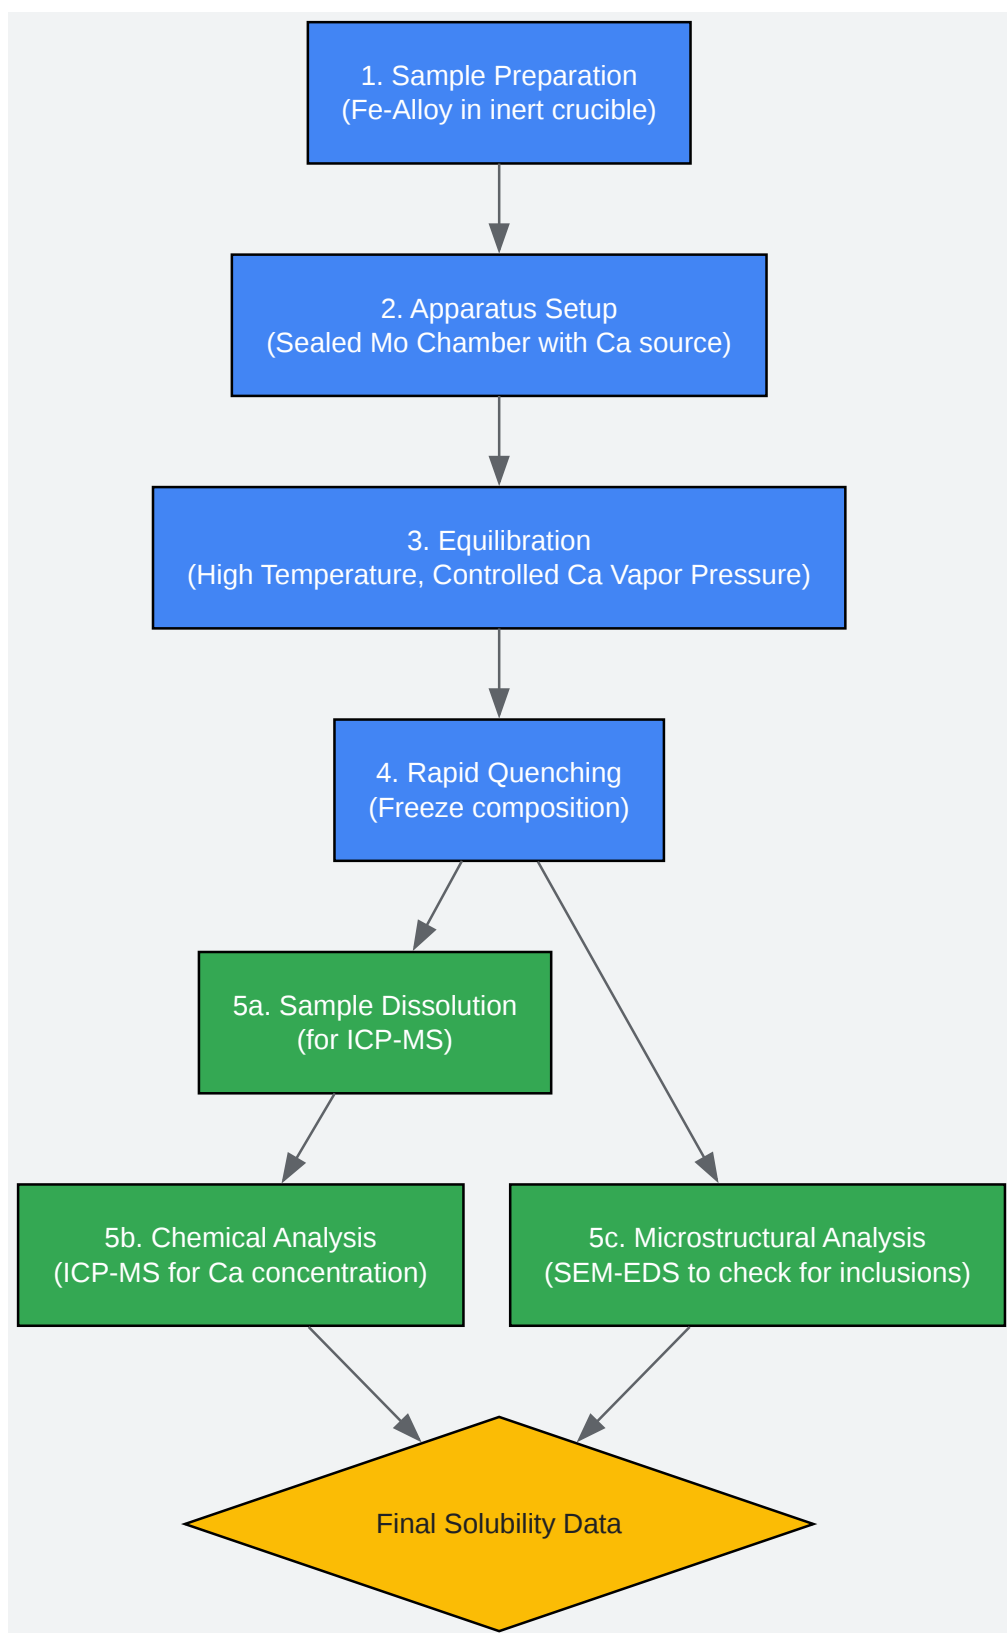 1. Sample Preparation
(Fe-Alloy in inert crucible)
2. Apparatus Setup
(Sealed Mo Chamber with Ca source)
3. Equilibration
(High Temperature, Controlled Ca Vapor Pressure)
4. Rapid Quenching
(Freeze composition)
5a. Sample Dissolution
(for ICP-MS)
5b. Chemical Analysis
(ICP-MS for Ca concentration)
5c. Microstructural Analysis
(SEM-EDS to check for inclusions)
Final Solubility Data